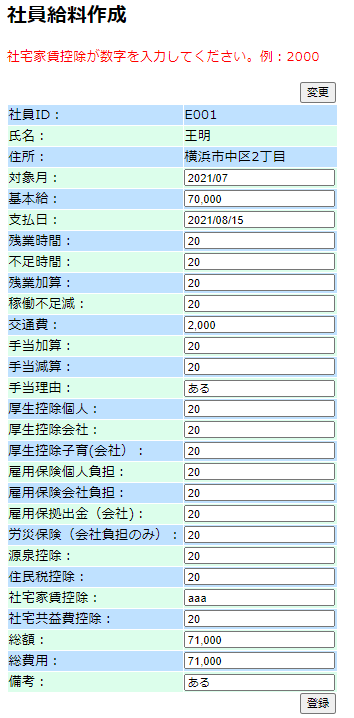 社員給料作成
社宅家賃控除が数字を入力してください。例：2000
変更
社員ID： E001
氏名： 王明
住所： 横浜市中区2丁目
対象月： 2021/07
基本給： 70,000
支払日： 2021/08/15
残業時間： 20
不足時間： 20
残業加算： 20
稼働不足減： 20
交通費： 2,000
手当加算： 20
手当減算： 20
手当理由： ある
厚生控除個人： 20
厚生控除会社： 20
厚生控除子育(会社）： 20
雇用保険個人負担： 20
雇用保険会社負担： 20
雇用保拠出金（会社)： 20
労災保険（会社負担のみ）： 20
源泉控除： 20
住民税控除： 20
社宅家賃控除： aaa
社宅共益費控除： 20
総額： 71,000
総費用： 71,000
備考： ある
登録